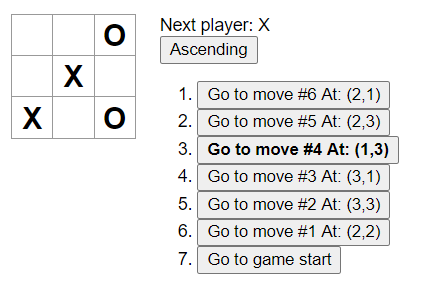 O
X
X O
Next player: X
Ascending
1. Go to move #6 At: (2,1)
2. Go to move #5 At: (2,3)
3. Go to move #4 At: (1,3)
4. Go to move #3 At: (3,1)
5. Go to move #2 At: (3,3)
6. Go to move #1 At: (2,2)
7. Go to game start